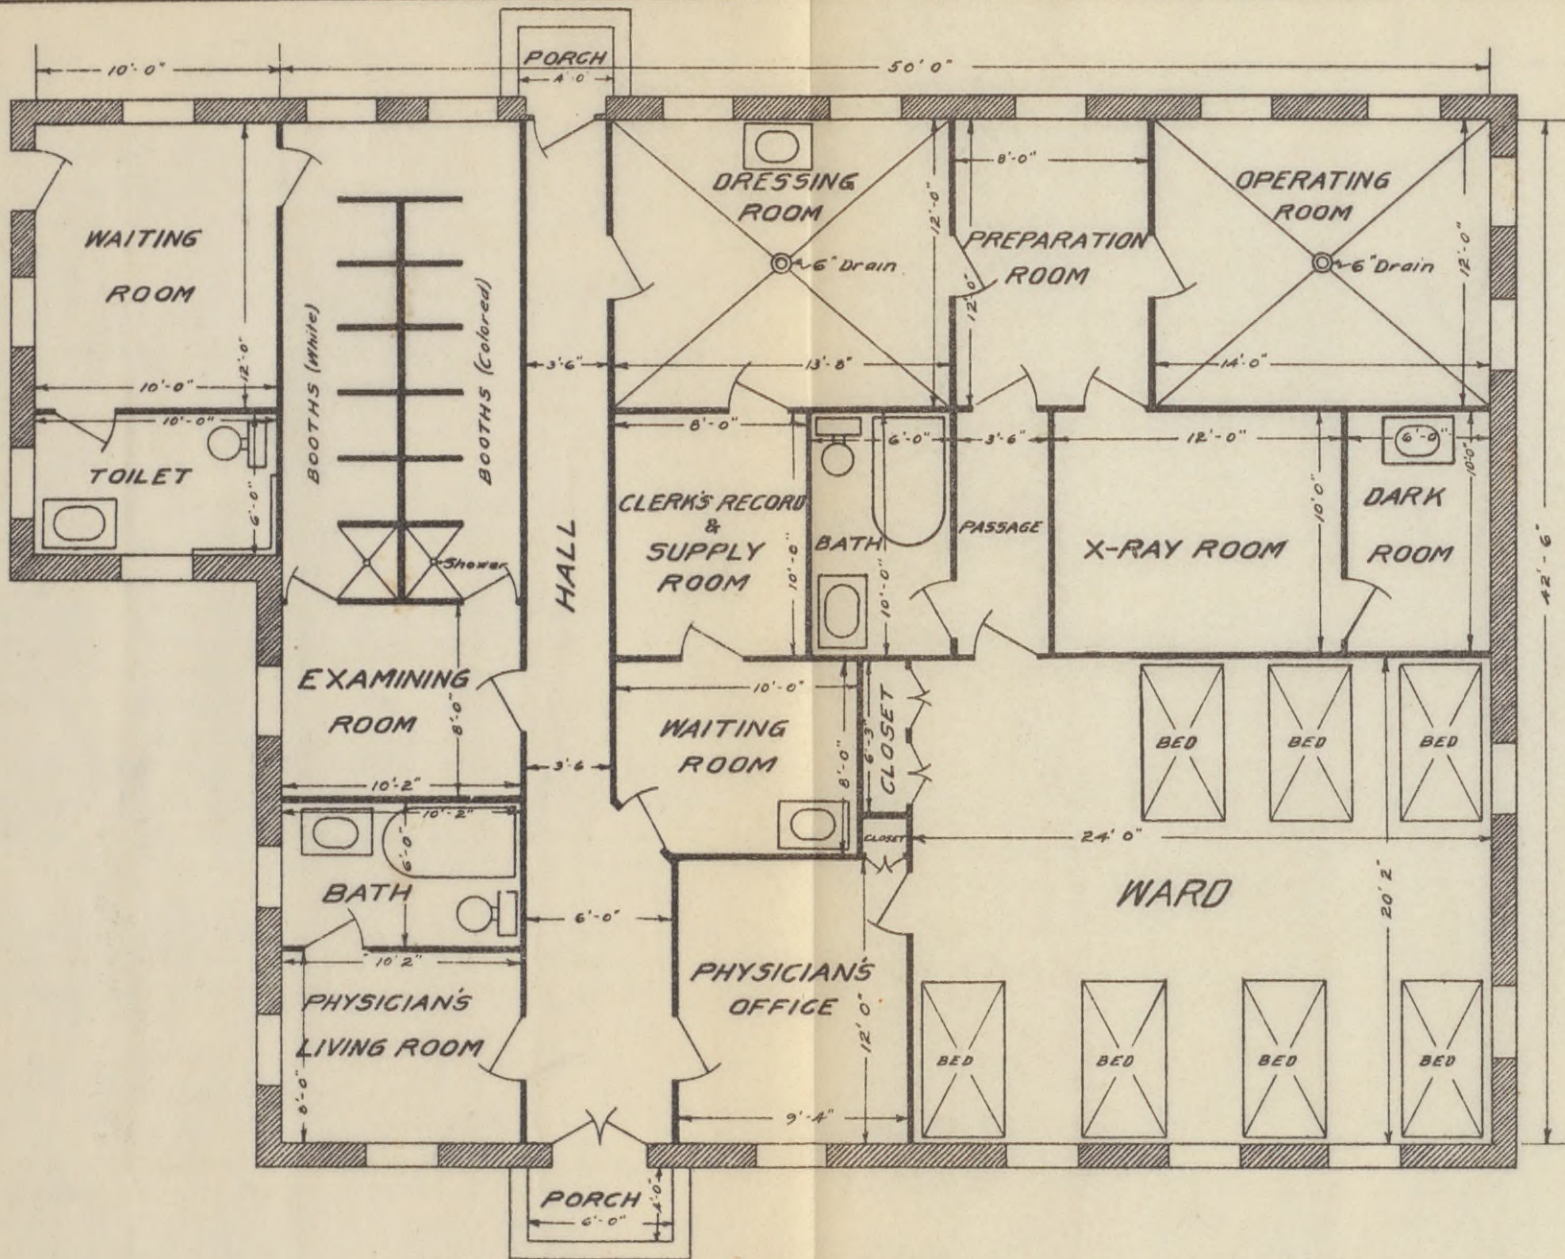 PORCH
4'-0"
10'-0"
50'0"
WAITING
ROOM
12'-0"
10'-0"
BOOTHS (White)
BOOTHS (Colored)
3'-6"
DRESSING
ROOM
12'-0"
6" Drain
13'-8"
8'-0"
PREPARATION
ROOM
12'-0"
OPERATING
ROOM
6" Drain
12'-0"
14'-0"
10'-0"
TOILET
6'-0"
Shower
HALL
8'-0"
CLERK'S RECORD
&
SUPPLY
ROOM
10'-0"
6'-0"
BATH
10'-0"
3'-6"
PASSAGE
12'-0"
X-RAY ROOM
10'0"
6'-0"
DARK
ROOM
10'0"
42'-6"
EXAMINING
ROOM
8'-0"
10'-2"
3'-6
10'-0"
WAITING
ROOM
8'-0"
6'-3"
CLOSET
CLOSET
BED
BED
BED
24'0"
WARD
20'2"
10'-2"
6'-0"
BATH
6'-0"
10'2"
PHYSICIAN'S
LIVING ROOM
8'-0"
PHYSICIAN'S
OFFICE
12'0"
9'-4"
BED
BED
BED
BED
PORCH
4'-0"
6'-0"